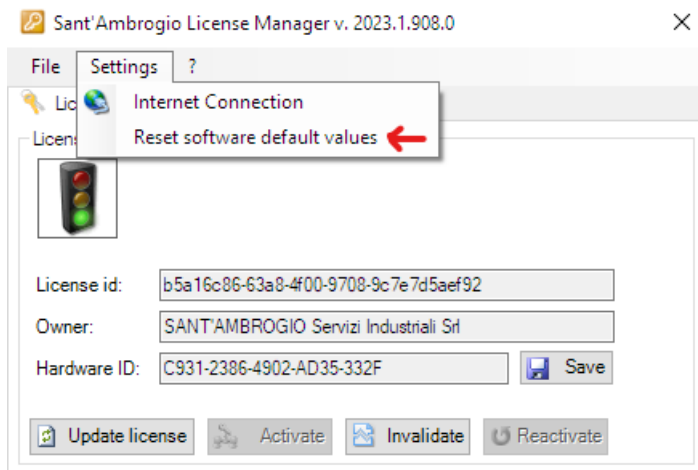 Sant'Ambrogio License Manager v. 2023.1.908.0
File Settings ?
Lic
Internet Connection
Reset software default values
Licen
License id: b5a16c86-63a8-4f00-9708-9c7e7d5aef92
Owner: SANT'AMBROGIO Servizi Industriali Srl
Hardware ID: C931-2386-4902-AD35-332F Save
Update license Activate Invalidate Reactivate